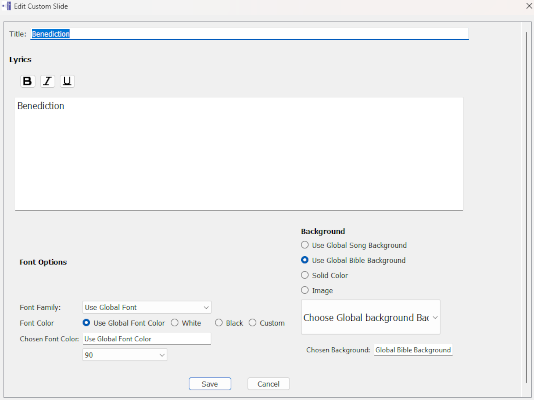 Edit Custom Slide
Title: Benediction
Lyrics
B I U
Benediction
Background
Use Global Song Background
Use Global Bible Background
Font Options
Solid Color
Image
Font Family: Use Global Font
Choose Global background Bac
Font Color Use Global Font Color White Black Custom
Chosen Font Color: Use Global Font Color
Chosen Background: Global Bible Background
90
Save Cancel